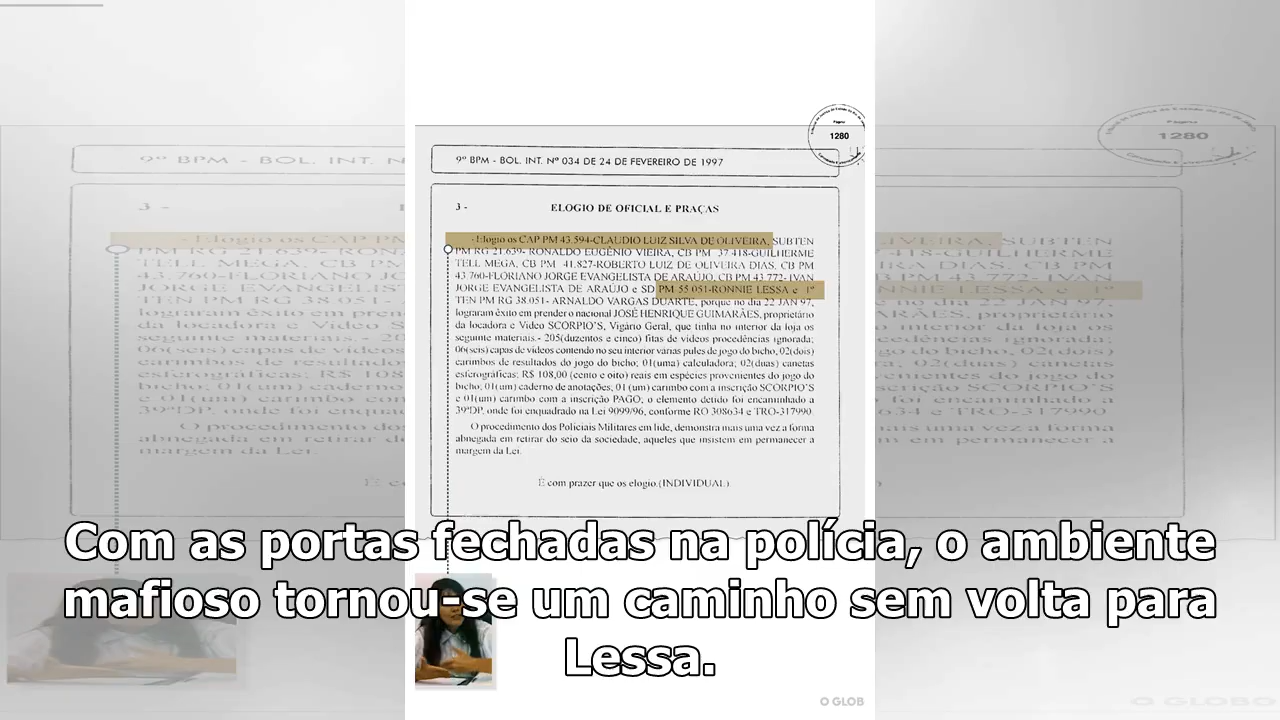 Página
1280
9º BPM - BOL. INT. Nº 034 DE 24 DE FEVEREIRO DE 1997
3 - ELOGIO DE OFICIAL E PRAÇAS
- Elogio os CAP PM 43.594-CLAUDIO LUIZ SILVA DE OLIVEIRA, SUBTEN
PM RG 21.639- RONALDO EUGÊNIO VIEIRA, CB PM 37.418-GUILHERME
TELL MEGA, CB PM 41.827-ROBERTO LUIZ DE OLIVEIRA DIAS, CB PM
43.760-FLORIANO JORGE EVANGELISTA DE ARAÚJO, CB PM 43.772- IVAN
JORGE EVANGELISTA DE ARAÚJO e SD PM 55.051-RONNIE LESSA e 1º
TEN PM RG 38.051- ARNALDO VARGAS DUARTE, porque no dia 22 JAN 97,
lograram êxito em prender o nacional JOSÉ HENRIQUE GUIMARÃES, proprietário
da locadora e Video SCORPIO'S, Vigário Geral, que tinha no interior da loja os
seguinte materiais.- 205(duzentos e cinco) fitas de vídeos procedências ignorada;
06(seis) capas de vídeos contendo no seu interior varias pules de jogo do bicho, 02(dois)
carimbos de resultados do jogo do bicho; 01(uma) calculadora; 02(duas) canetas
esferográficas; R$ 108,00 (cento e oito) reais em espécies provenientes do jogo do
bicho; 01(um) caderno de anotações; 01 (um) carimbo com a inscrição SCORPIO'S
e 01(um) carimbo com a inscrição PAGO, o elemento detido foi encaminhado a
39ªDP, onde foi enquadrado na Lei 9099/96, conforme RO 308634 e TRO-317990
O procedimento dos Policiais Militares em lide, demonstra mais uma vez a forma
abnegada em retirar do seio da sociedade, aqueles que insistem em permanecer a
margem da Lei.
É com prazer que os elogio.(INDIVIDUAL)
Com as portas fechadas na polícia, o ambiente
mafioso tornou-se um caminho sem volta para
Lessa.
O GLOB